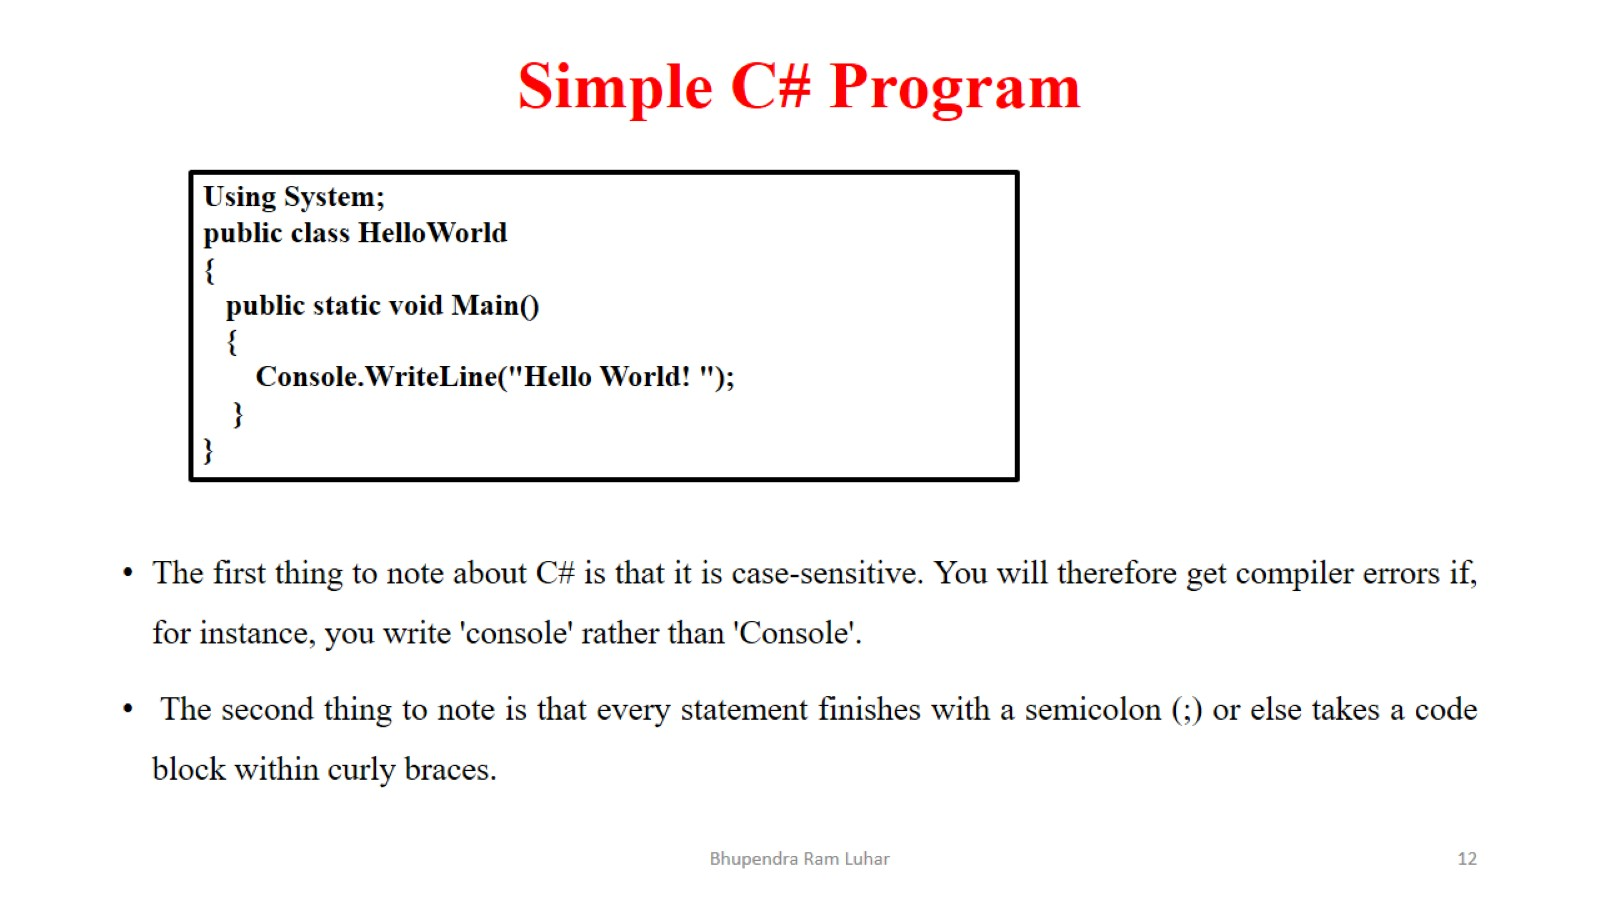 Simple C# Program
Using System;
public class HelloWorld
{
public static void Main()
{
Console.WriteLine("Hello World! ");
}
}
• The first thing to note about C# is that it is case-sensitive. You will therefore get compiler errors if,
for instance, you write 'console' rather than 'Console'.
• The second thing to note is that every statement finishes with a semicolon (;) or else takes a code
block within curly braces.
Bhupendra Ram Luhar
12